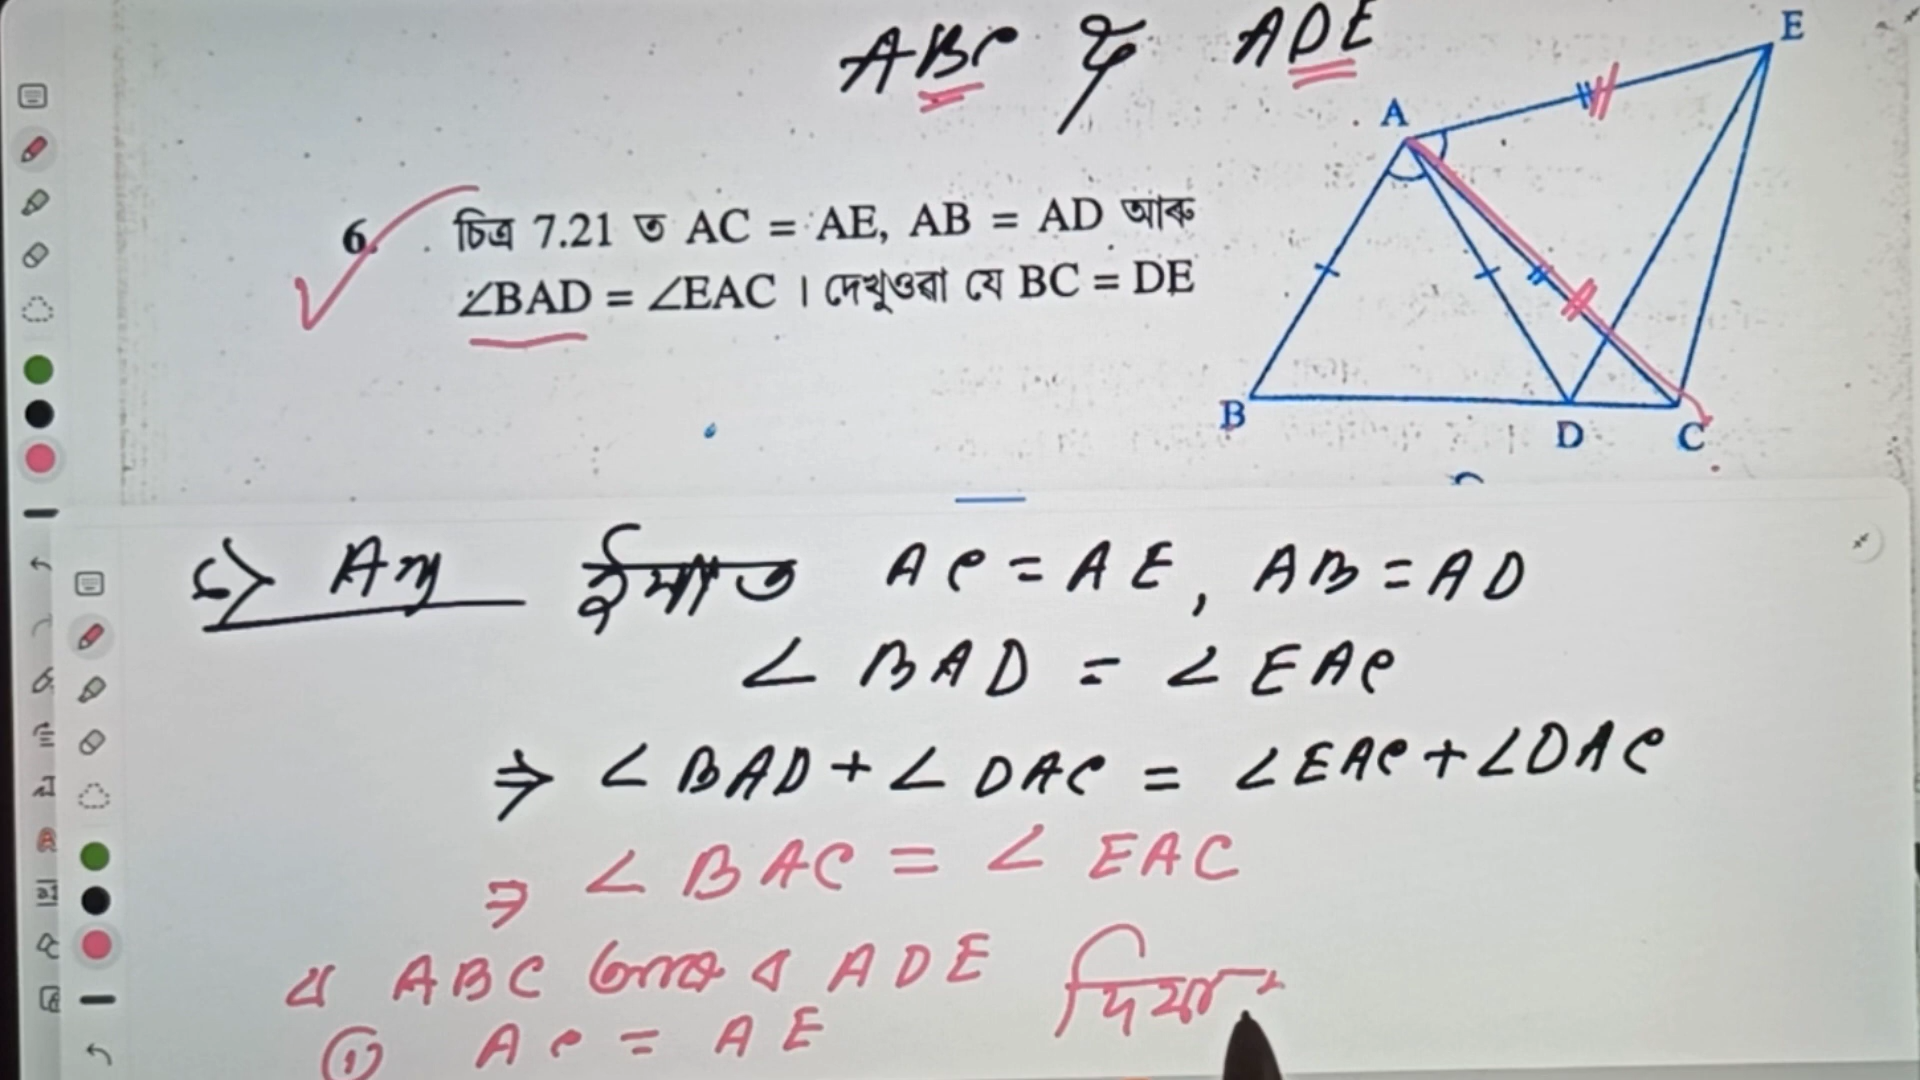 ABC ADE
E
A
6. চিত্ৰ 7.21 ত AC = AE, AB = AD আৰু
∠BAD = ∠EAC । দেখুওৱা যে BC = DE
B D C
Ans ইয়াত AC = AE, AB = AD
∠BAD = ∠EAC
⇒ ∠BAD + ∠DAC = ∠EAC + ∠DAC
⇒ ∠BAC = ∠EAC
Δ ABC আৰু Δ ADE
① AC = AE